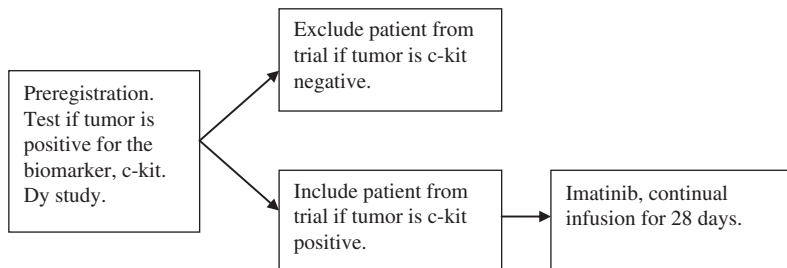 Preregistration.
Test if tumor is
positive for the
biomarker, c-kit.
Dy study.
Exclude patient from
trial if tumor is c-kit
negative.
Include patient from
trial if tumor is c-kit
positive.
Imatinib, continual
infusion for 28 days.